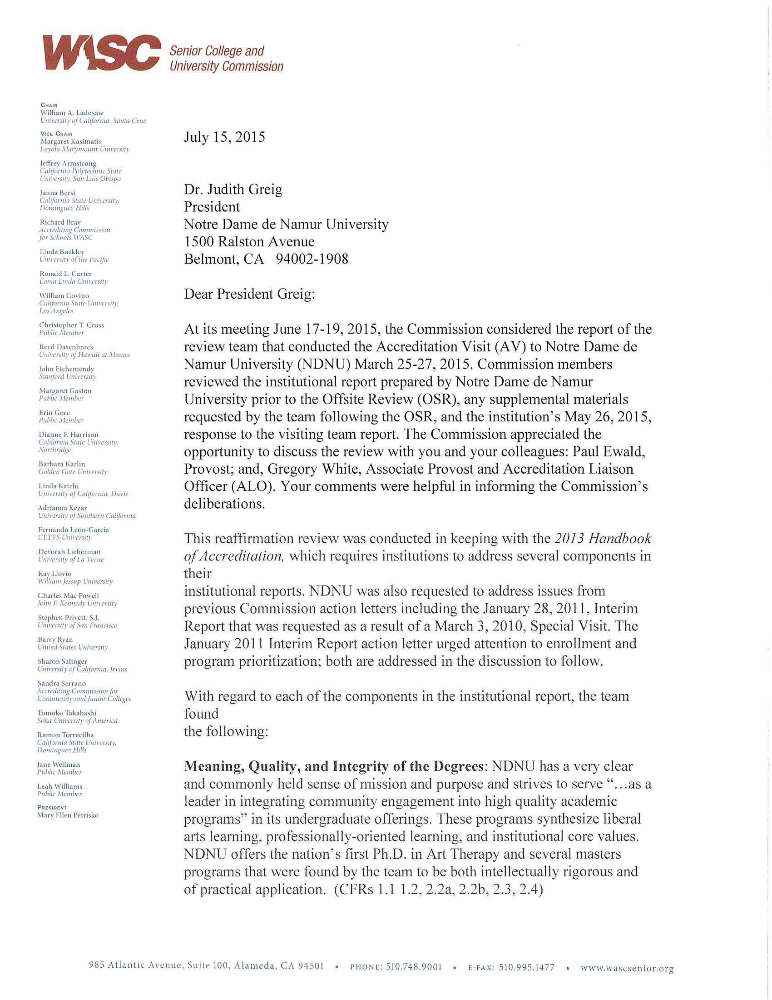 WASC
Senior College and
University Commission
CHAIR
William A. Ladusaw
University of California, Santa Cruz
VICE CHAIR
Margaret Kasimatis
Loyola Marymount University
Jeffrey Armstrong
California Polytechnic State
University, San Luis Obispo
Janna Bersi
California State University,
Dominguez Hills
Richard Bray
Accrediting Commission
for Schools WASC
Linda Buckley
University of the Pacific
Ronald L. Carter
Loma Linda University
William Covino
California State University,
Los Angeles
Christopher T. Cross
Public Member
Reed Dasenbrock
University of Hawaii at Manoa
John Etchemendy
Stanford University
Margaret Gaston
Public Member
Erin Gore
Public Member
Dianne F. Harrison
California State University,
Northridge
Barbara Karlin
Golden Gate University
Linda Katehi
University of California, Davis
Adrianna Kezar
University of Southern California
Fernando Leon-Garcia
CETYS University
Devorah Lieberman
University of La Verne
Kay Llovio
William Jessup University
Charles Mac Powell
John F. Kennedy University
Stephen Privett, S.J.
University of San Francisco
Barry Ryan
United States University
Sharon Salinger
University of California, Irvine
Sandra Serrano
Accrediting Commission for
Community and Junior Colleges
Tomoko Takahashi
Soka University of America
Ramon Torrecilha
California State University,
Dominguez Hills
Jane Wellman
Public Member
Leah Williams
Public Member
PRESIDENT
Mary Ellen Petrisko
July 15, 2015
Dr. Judith Greig
President
Notre Dame de Namur University
1500 Ralston Avenue
Belmont, CA 94002-1908
Dear President Greig:
At its meeting June 17-19, 2015, the Commission considered the report of the
review team that conducted the Accreditation Visit (AV) to Notre Dame de
Namur University (NDNU) March 25-27, 2015. Commission members
reviewed the institutional report prepared by Notre Dame de Namur
University prior to the Offsite Review (OSR), any supplemental materials
requested by the team following the OSR, and the institution's May 26, 2015,
response to the visiting team report. The Commission appreciated the
opportunity to discuss the review with you and your colleagues: Paul Ewald,
Provost; and, Gregory White, Associate Provost and Accreditation Liaison
Officer (ALO). Your comments were helpful in informing the Commission's
deliberations.
This reaffirmation review was conducted in keeping with the 2013 Handbook
of Accreditation, which requires institutions to address several components in
their
institutional reports. NDNU was also requested to address issues from
previous Commission action letters including the January 28, 2011, Interim
Report that was requested as a result of a March 3, 2010, Special Visit. The
January 2011 Interim Report action letter urged attention to enrollment and
program prioritization; both are addressed in the discussion to follow.
With regard to each of the components in the institutional report, the team
found
the following:
Meaning, Quality, and Integrity of the Degrees: NDNU has a very clear
and commonly held sense of mission and purpose and strives to serve "...as a
leader in integrating community engagement into high quality academic
programs" in its undergraduate offerings. These programs synthesize liberal
arts learning, professionally-oriented learning, and institutional core values.
NDNU offers the nation's first Ph.D. in Art Therapy and several masters
programs that were found by the team to be both intellectually rigorous and
of practical application. (CFRs 1.1 1.2, 2.2a, 2.2b, 2.3, 2.4)
985 Atlantic Avenue, Suite 100, Alameda, CA 94501 • PHONE: 510.748.9001 • E-FAX: 510.995.1477 • www.wascsenior.org